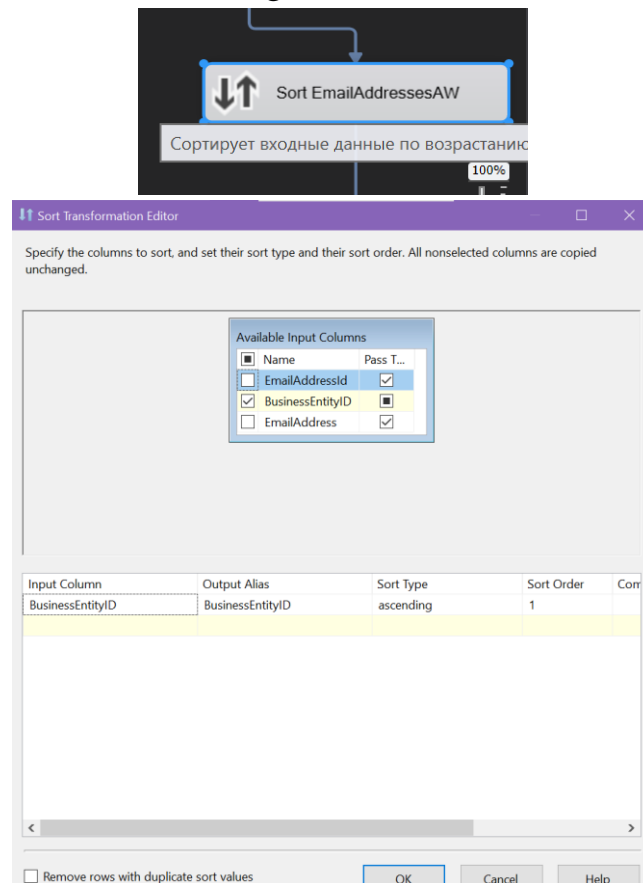 Sort EmailAddressesAW
Сортирует входные данные по возрастанию
100%
Sort Transformation Editor
Specify the columns to sort, and set their sort type and their sort order. All nonselected columns are copied
unchanged.
Available Input Columns
Name Pass T...
EmailAddressId
BusinessEntityID
EmailAddress
Input Column Output Alias Sort Type Sort Order Com
BusinessEntityID BusinessEntityID ascending 1
Remove rows with duplicate sort values OK Cancel Help